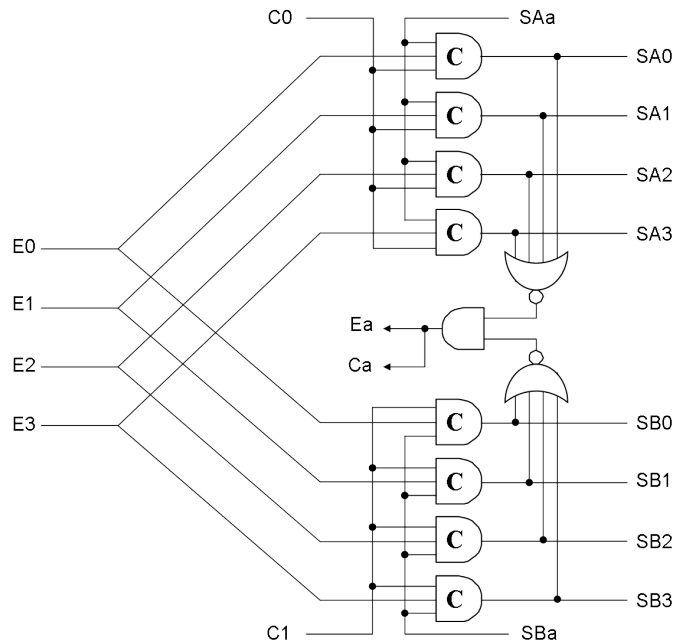 C0 SAa
C SA0
C SA1
C SA2
C SA3
E0
E1
E2
E3
Ea
Ca
C SB0
C SB1
C SB2
C SB3
C1 SBa